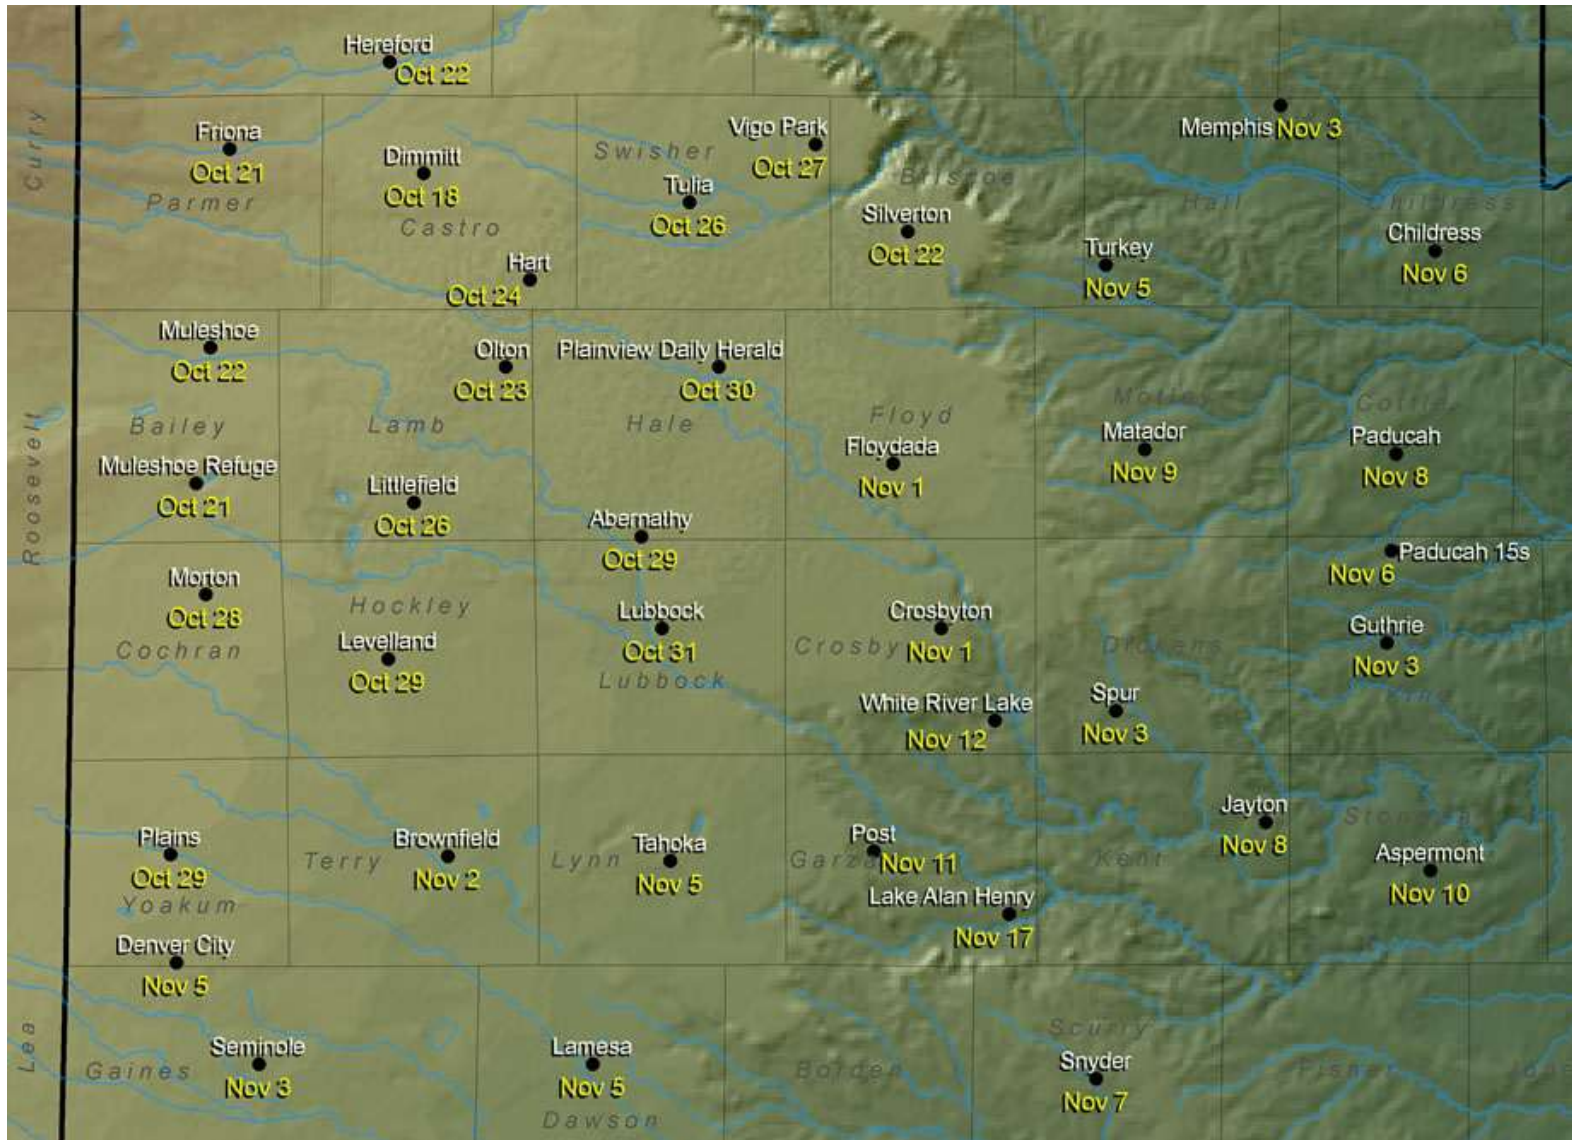 Hereford
Oct 22
Curry
Friona
Oct 21
Parmer
Dimmitt
Oct 18
Castro
Hart
Oct 24
Swisher
Tulia
Oct 26
Vigo Park
Oct 27
Briscoe
Silverton
Oct 22
Memphis Nov 3
Hall
Turkey
Nov 5
Childress
Childress
Nov 6
Muleshoe
Oct 22
Bailey
Muleshoe Refuge
Oct 21
Roosevelt
Olton
Oct 23
Lamb
Littlefield
Oct 26
Plainview Daily Herald
Oct 30
Hale
Abernathy
Oct 29
Floyd
Floydada
Nov 1
Motley
Matador
Nov 9
Cottle
Paducah
Nov 8
Paducah 15s
Nov 6
Morton
Oct 28
Cochran
Hockley
Levelland
Oct 29
Lubbock
Oct 31
Lubbock
Crosbyton
Crosby Nov 1
White River Lake
Nov 12
Dickens
Spur
Nov 3
Guthrie
Nov 3
King
Plains
Oct 29
Yoakum
Denver City
Nov 5
Brownfield
Terry
Nov 2
Tahoka
Lynn
Nov 5
Post
Garza Nov 11
Lake Alan Henry
Nov 17
Kent
Jayton
Nov 8
Stonewall
Aspermont
Nov 10
Lea
Seminole
Gaines
Nov 3
Lamesa
Nov 5
Dawson
Borden
Scurry
Snyder
Nov 7
Fisher